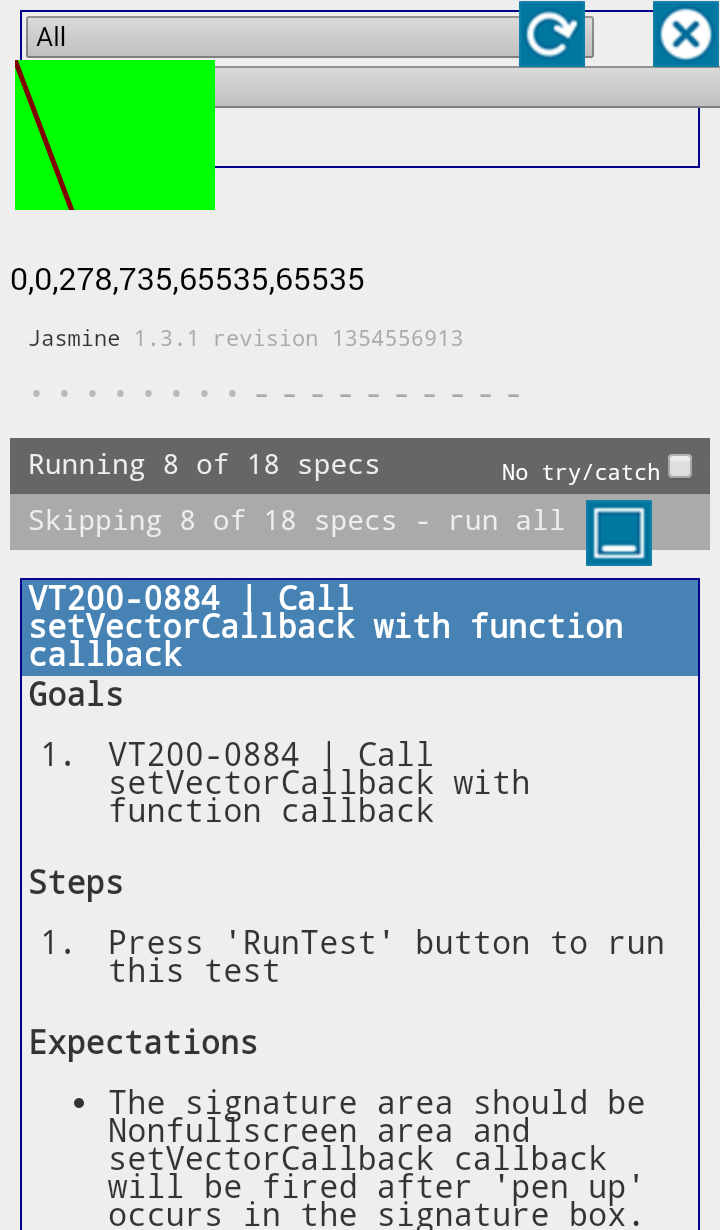 All
0,0,278,735,65535,65535
Jasmine 1.3.1 revision 1354556913
Running 8 of 18 specs
No try/catch
Skipping 8 of 18 specs - run all
VT200-0884 | Call
setVectorCallback with function
callback
Goals
1. VT200-0884 | Call
setVectorCallback with
function callback
Steps
1. Press 'RunTest' button to run
this test
Expectations
• The signature area should be
Nonfullscreen area and
setVectorCallback callback
will be fired after 'pen up'
occurs in the signature box.